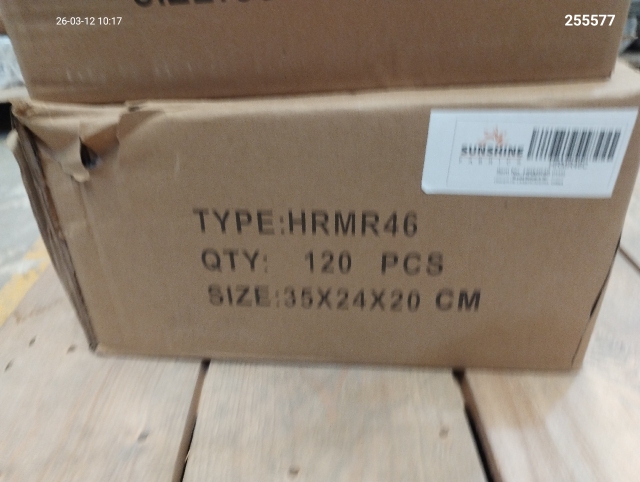 26-03-12 10:17
255577
SUNSHINE
TYPE:HRMR46
QTY: 120 PCS
SIZE:35X24X20 CM